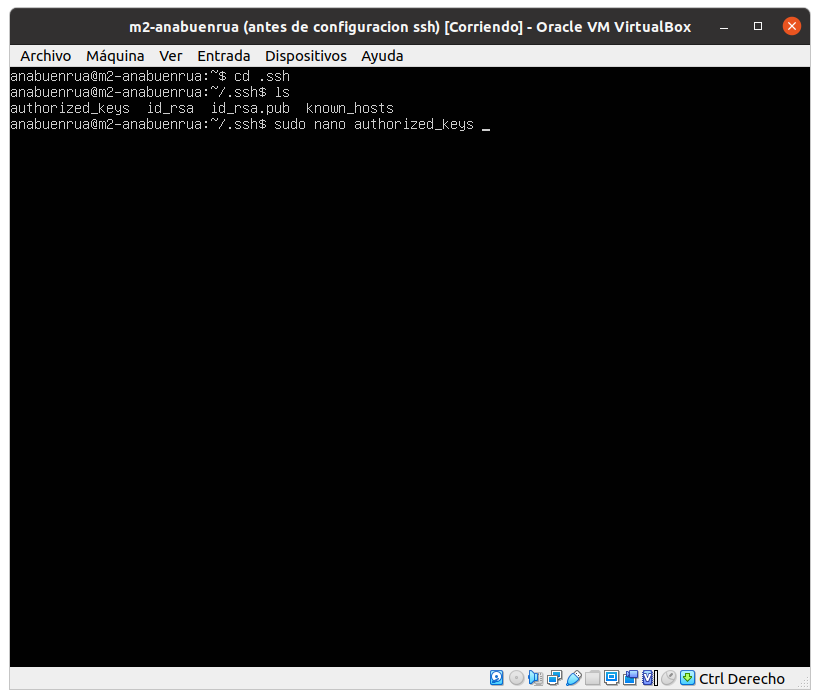 m2-anabuenrua (antes de configuracion ssh) [Corriendo] - Oracle VM VirtualBox
Archivo Máquina Ver Entrada Dispositivos Ayuda
anabuenrua@m2-anabuenrua:~$ cd .ssh
anabuenrua@m2-anabuenrua:~/.ssh$ ls
authorized_keys id_rsa id_rsa.pub known_hosts
anabuenrua@m2-anabuenrua:~/.ssh$ sudo nano authorized_keys _
Ctrl Derecho